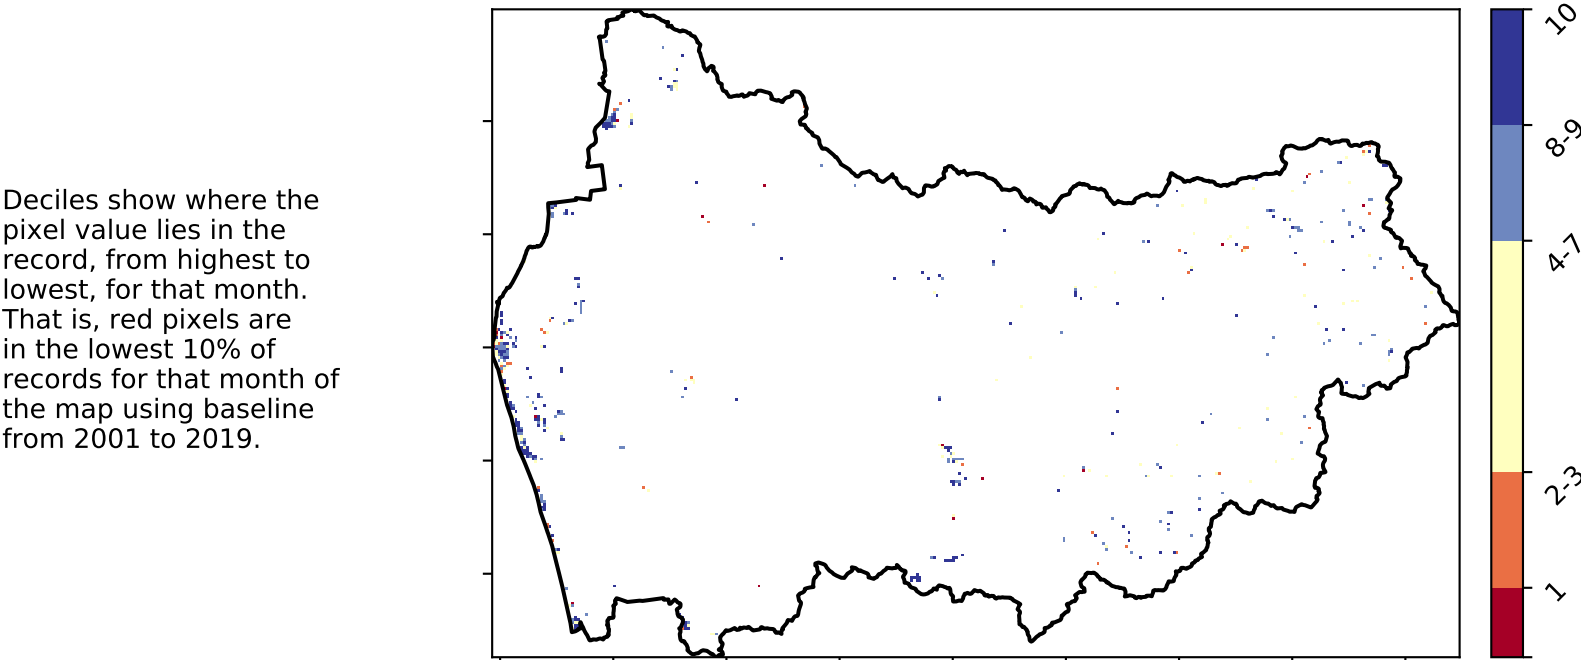 Deciles show where the
pixel value lies in the
record, from highest to
lowest, for that month.
That is, red pixels are
in the lowest 10% of
records for that month of
the map using baseline
from 2001 to 2019.
10
8-9
4-7
2-3
1